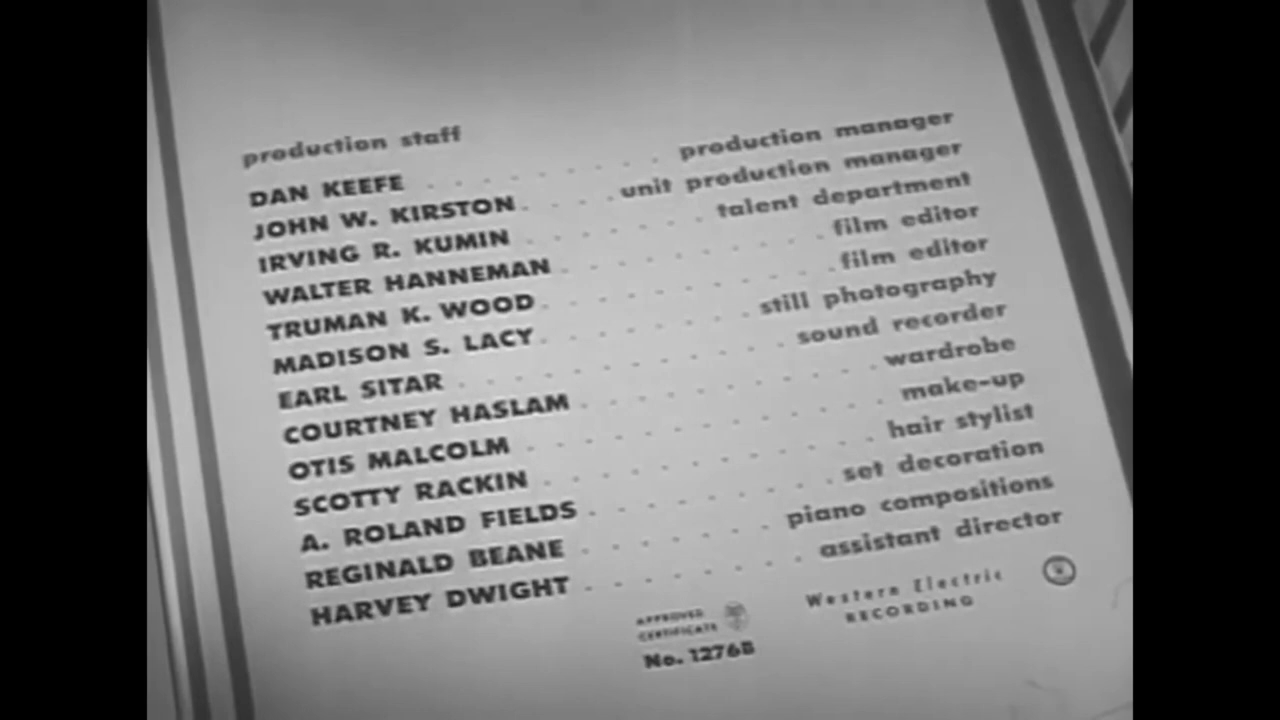 production staff
DAN KEEFE . . . . . . . . production manager
JOHN W. KIRSTON . . . . unit production manager
IRVING R. KUMIN . . . . . . . talent department
WALTER HANNEMAN . . . . . . . . . . film editor
TRUMAN K. WOOD . . . . . . . . . . . film editor
MADISON S. LACY . . . . . . . . still photography
EARL SITAR . . . . . . . . . . . . sound recorder
COURTNEY HASLAM . . . . . . . . . . . wardrobe
OTIS MALCOLM . . . . . . . . . . . . . make-up
SCOTTY RACKIN . . . . . . . . . . . . hair stylist
A. ROLAND FIELDS . . . . . . . . . set decoration
REGINALD BEANE . . . . . . . piano compositions
HARVEY DWIGHT . . . . . . . . assistant director
APPROVED
CERTIFICATE
No. 12768
Western Electric
RECORDING